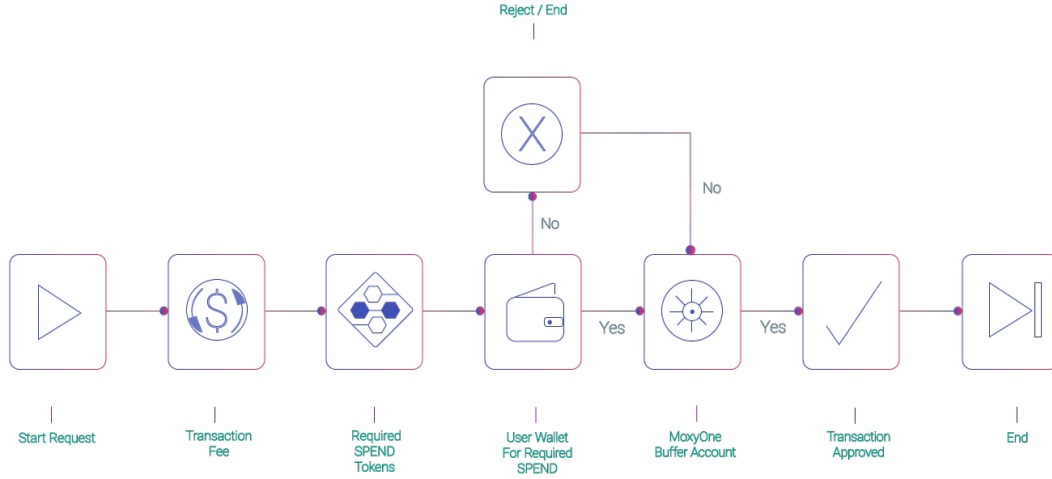 Reject / End
X
No
No
$
Yes
Yes
Start Request
Transaction
Fee
Required
SPEND
Tokens
User Wallet
For Required
SPEND
MoxyOne
Buffer Account
Transaction
Approved
End